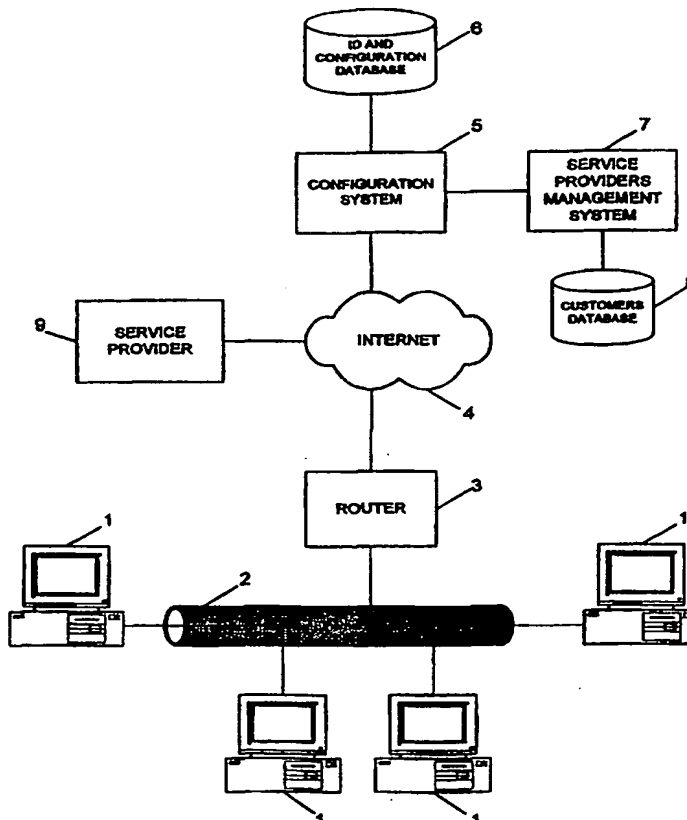 6
ID AND
CONFIGURATION
DATABASE
5
7
CONFIGURATION
SYSTEM
SERVICE
PROVIDERS
MANAGEMENT
SYSTEM
CUSTOMERS
DATABASE
9
SERVICE
PROVIDER
INTERNET
4
ROUTER
3
1
1
2
1
1